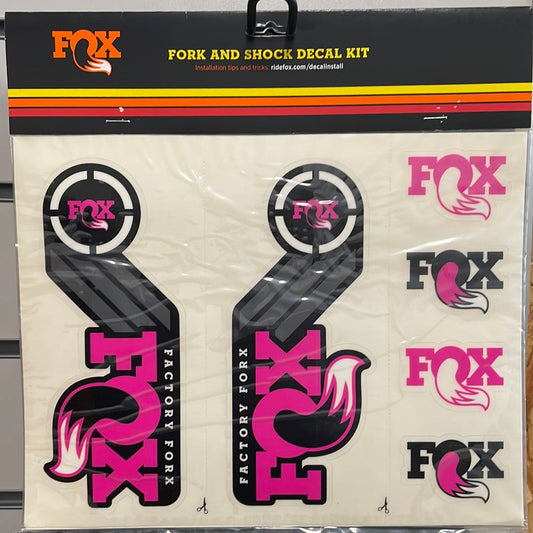 FOX
FORK AND SHOCK DECAL KIT
Installation tips and tricks: ridefox.com/decalinstall
FOX
FOX
FACTORY FORX
FOX
FACTORY FORX
FOX
FOX
FOX
FOX
FOX